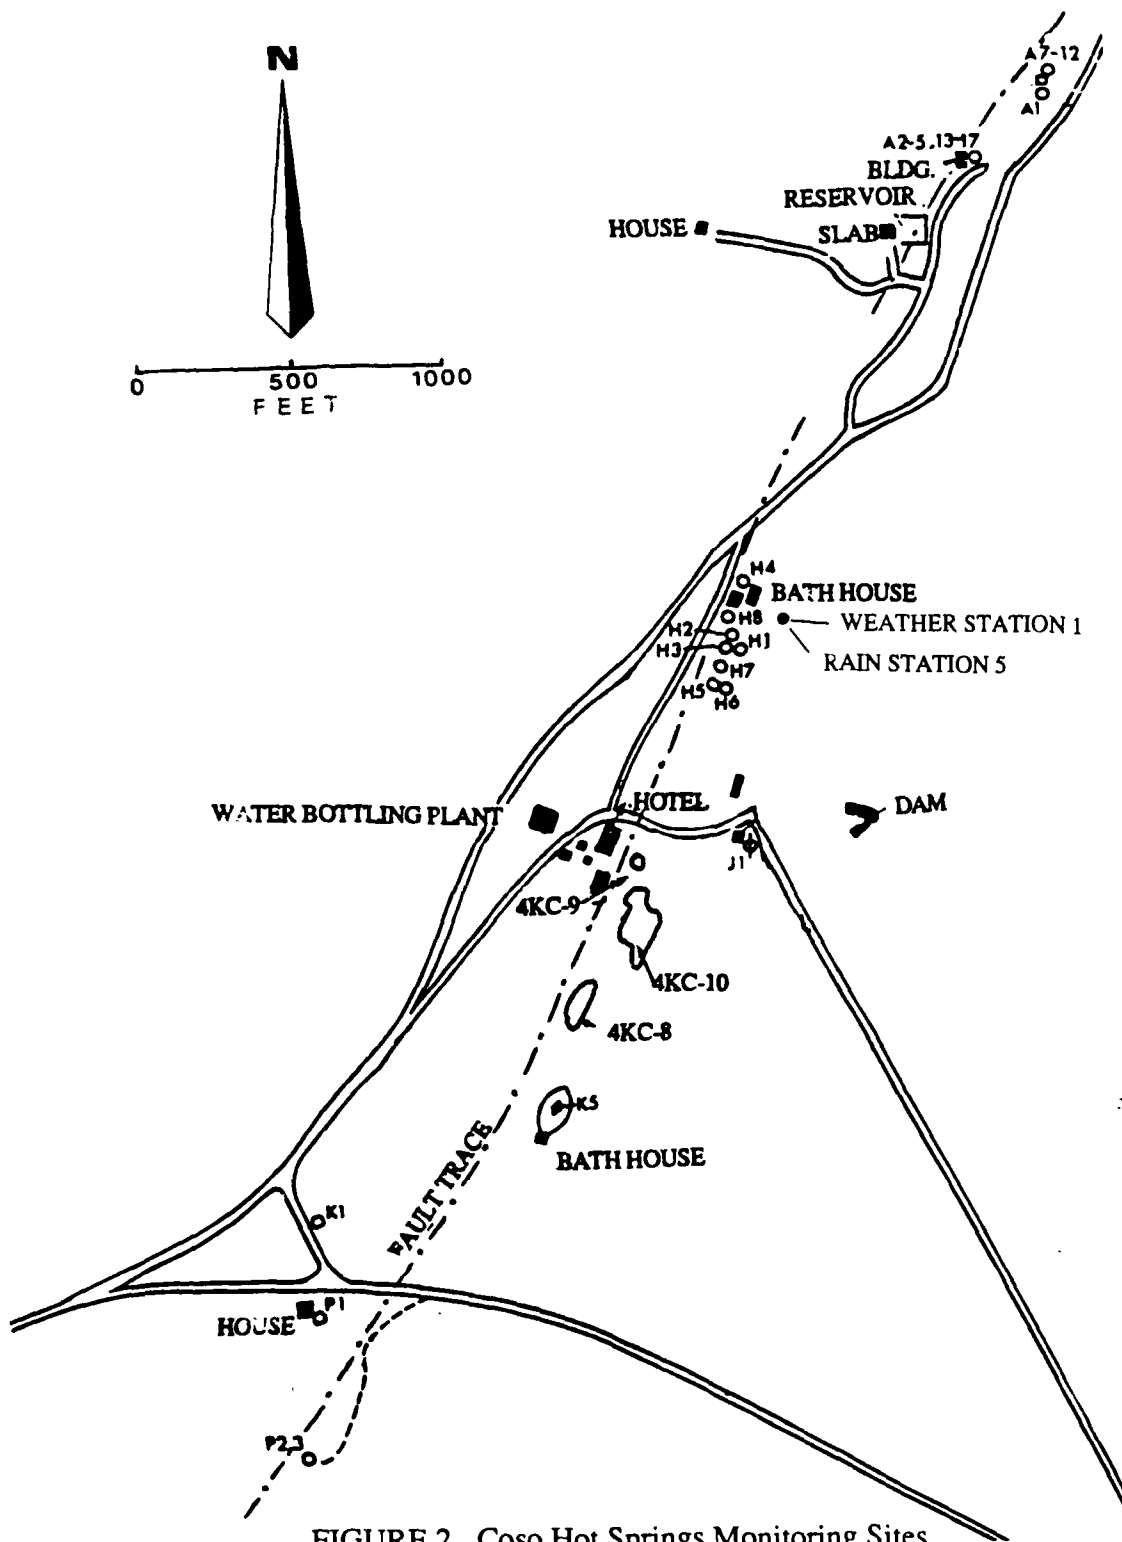 N
A7-12
A1
A2-5,13-17
BLDG.
RESERVOIR
HOUSE
SLAB
0 500 1000
FEET
H4
BATH HOUSE
H8
WEATHER STATION 1
H2
H3
H1
RAIN STATION 5
H7
H5
H6
WATER BOTTLING PLANT
HOTEL
DAM
J1
4KC-9
4KC-10
4KC-8
K5
BATH HOUSE
FAULT TRACE
K1
P1
HOUSE
P2,3
FIGURE 2. Coso Hot Springs Monitoring Sites